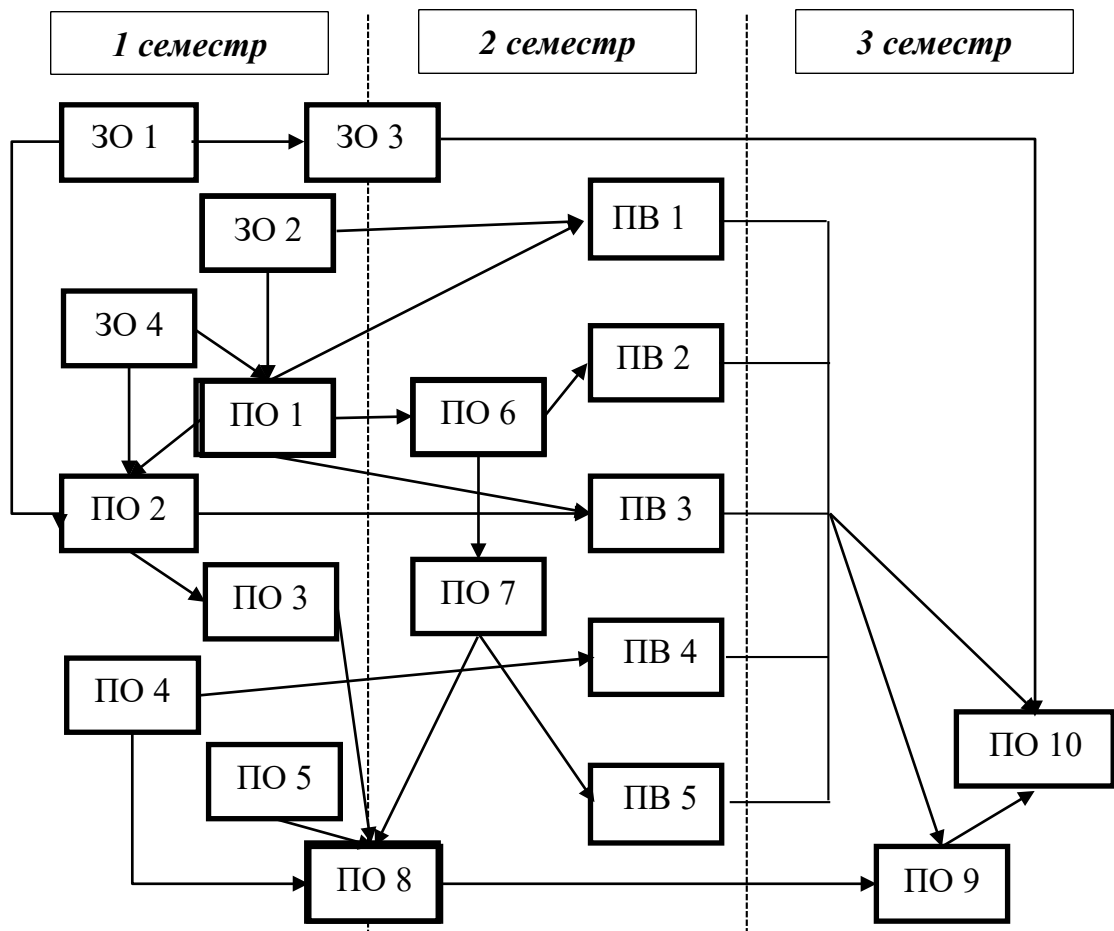 1 семестр
2 семестр
3 семестр
ЗО 1
ЗО 3
ЗО 2
ПВ 1
ЗО 4
ПВ 2
ПО 1
ПО 6
ПО 2
ПВ 3
ПО 3
ПО 7
ПО 4
ПВ 4
ПО 10
ПО 5
ПВ 5
ПО 8
ПО 9